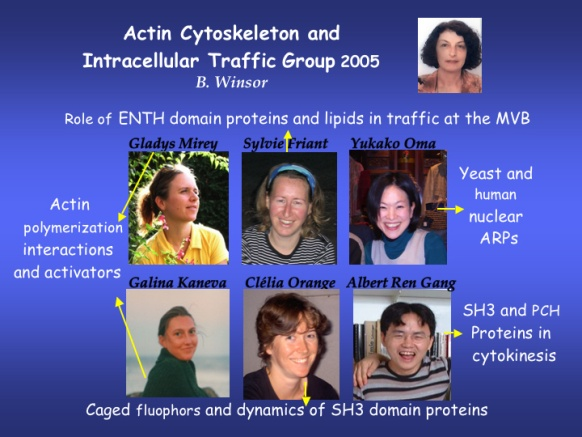 Actin Cytoskeleton and
Intracellular Traffic Group 2005
B. Winsor
Role of ENTH domain proteins and lipids in traffic at the MVB
Gladys Mirey
Sylvie Friant
Yukako Oma
Yeast and
human
nuclear
ARPs
Actin
polymerization
interactions
and activators
Galina Kaneva
Clélia Orange
Albert Ren Gang
SH3 and PCH
Proteins in
cytokinesis
Caged fluophors and dynamics of SH3 domain proteins